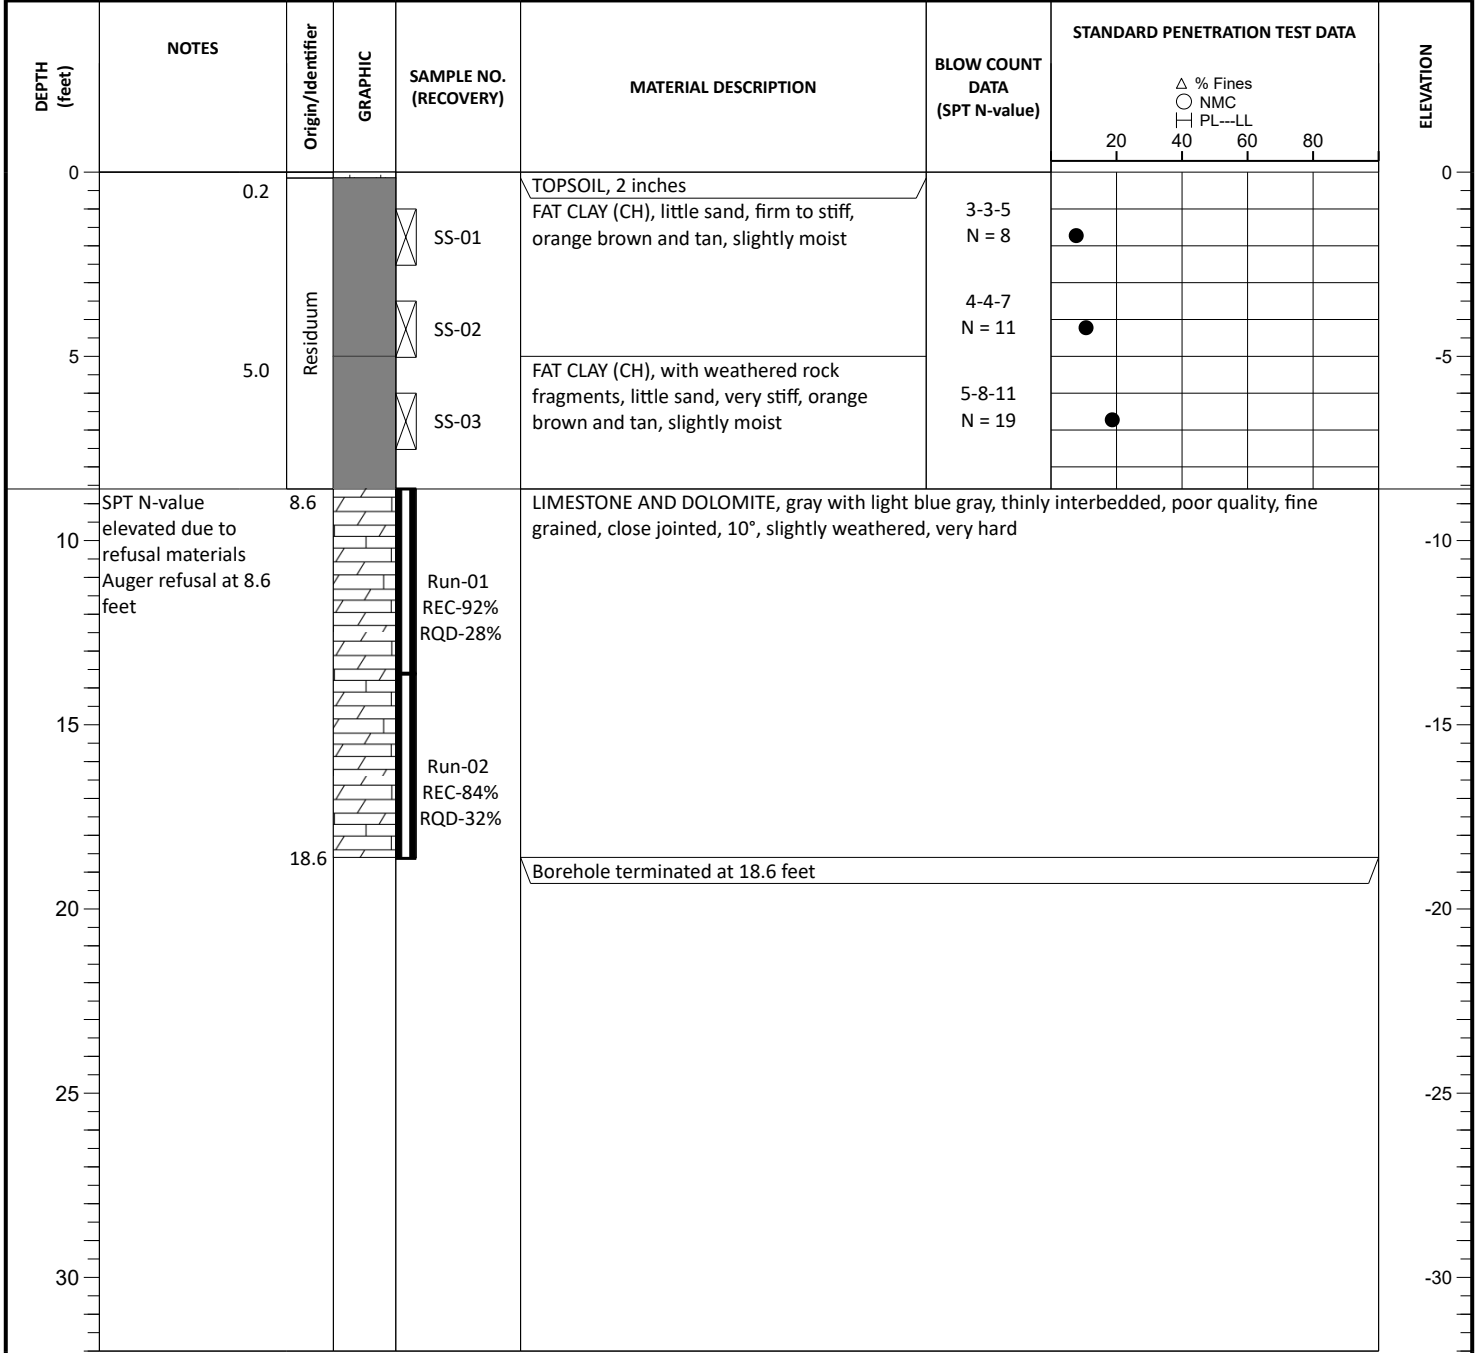 DEPTH
(feet)
NOTES
Origin/Identifier
GRAPHIC
SAMPLE NO.
(RECOVERY)
MATERIAL DESCRIPTION
BLOW COUNT
DATA
(SPT N-value)
STANDARD PENETRATION TEST DATA
△ % Fines
○ NMC
PL---LL
20 40 60 80
ELEVATION
0
0.2
TOPSOIL, 2 inches
0
FAT CLAY (CH), little sand, firm to stiff,
orange brown and tan, slightly moist
SS-01
3-3-5
N = 8
Residuum
SS-02
4-4-7
N = 11
5
5.0
-5
FAT CLAY (CH), with weathered rock
fragments, little sand, very stiff, orange
brown and tan, slightly moist
SS-03
5-8-11
N = 19
SPT N-value
elevated due to
refusal materials
Auger refusal at 8.6
feet
8.6
LIMESTONE AND DOLOMITE, gray with light blue gray, thinly interbedded, poor quality, fine
grained, close jointed, 10°, slightly weathered, very hard
10
-10
Run-01
REC-92%
RQD-28%
15
-15
Run-02
REC-84%
RQD-32%
18.6
Borehole terminated at 18.6 feet
20
-20
25
-25
30
-30